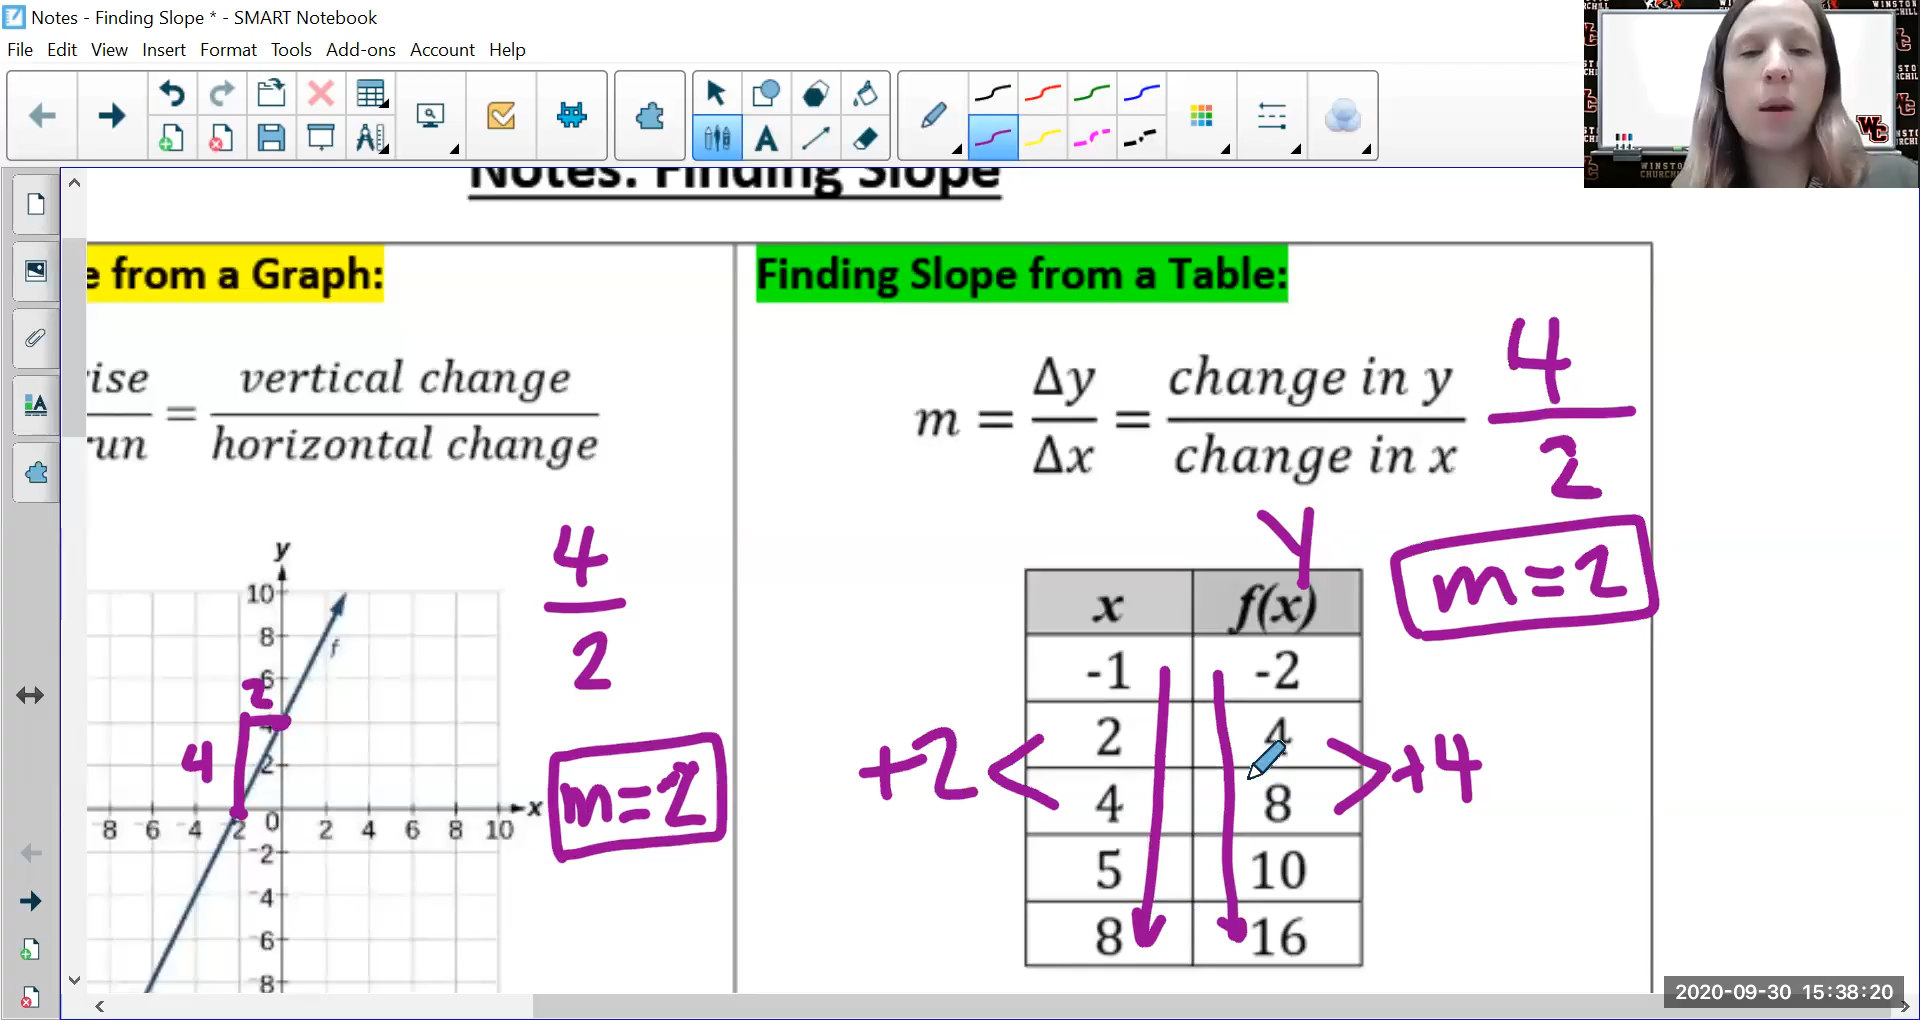 Notes - Finding Slope * - SMART Notebook
File Edit View Insert Format Tools Add-ons Account Help
WINSTON
WC
Notes: Finding Slope
e from a Graph:
ise
run
=
vertical change
horizontal change
4
2
m=2
y
10
8
6
4
2
0
-2
-4
-6
-8
8 6 4 2
2 4 6 8 10
x
f
2
4
Finding Slope from a Table:
m = Δy/Δx = change in y/change in x
4
2
m=2
y
x f(x)
-1 -2
2 4
4 8
5 10
8 16
+2
+4
2020-09-30 15:38:20